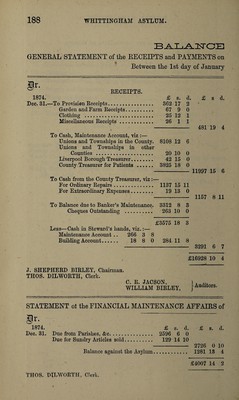 188 WHITTINGHAM ASYLUM.
BALANCE
GENERAL STATEMENT of the RECEIPTS and PAYMENTS on
Between the 1st day of January
Dr.
RECEIPTS.
1874. £ s. d. £ s d.
Dec. 31.—To Provision Receipts 362 17 2
Garden and Farm Receipts 67 9 0
Clothing 25 12 1
Miscellaneous Receipts 26 1 1
481 19 4
To Cash, Maintenance Account, viz:—
Unions and Townships in the County. 8108 12 6
Unions and Townships in other
Counties 20 10 0
Liverpool Borough Treasurer 42 15 0
County Treasurer for Patients 3825 18 0
11997 15 6
To Cash from the County Treasurer, viz:—
For Ordinary Repairs 1137 15 11
For Extraordinary Expenses 19 13 0
1157 8 11
To Balance due to Banker's Maintenance. 3312 8 3
Cheques Outstanding 263 10 0
£3575 18 3
Less—Cash in Steward's hands, viz.:—
Maintenance Account . 266 3 8
Building Account 18 8 0 284 11 8
3291 6 7
£16928 10 4
J. SHEPHERD BIRLEY, Chairman.
THOS. DILWORTH, Clerk.
C. R. JACSON,
WILLIAM BIRLEY, } Auditors.
STATEMENT of the FINANCIAL MAINTENANCE AFFAIRS of
Dr.
1874. £ s. d. £ s. d.
Dec. 31. Due from Parishes, &c. 2596 6 0
Due for Sundry Articles sold 129 14 10
2726 0 10
Balance against the Asylum 1281 13 4
£4007 14 2
THOS. DILWORTH, Clerk.